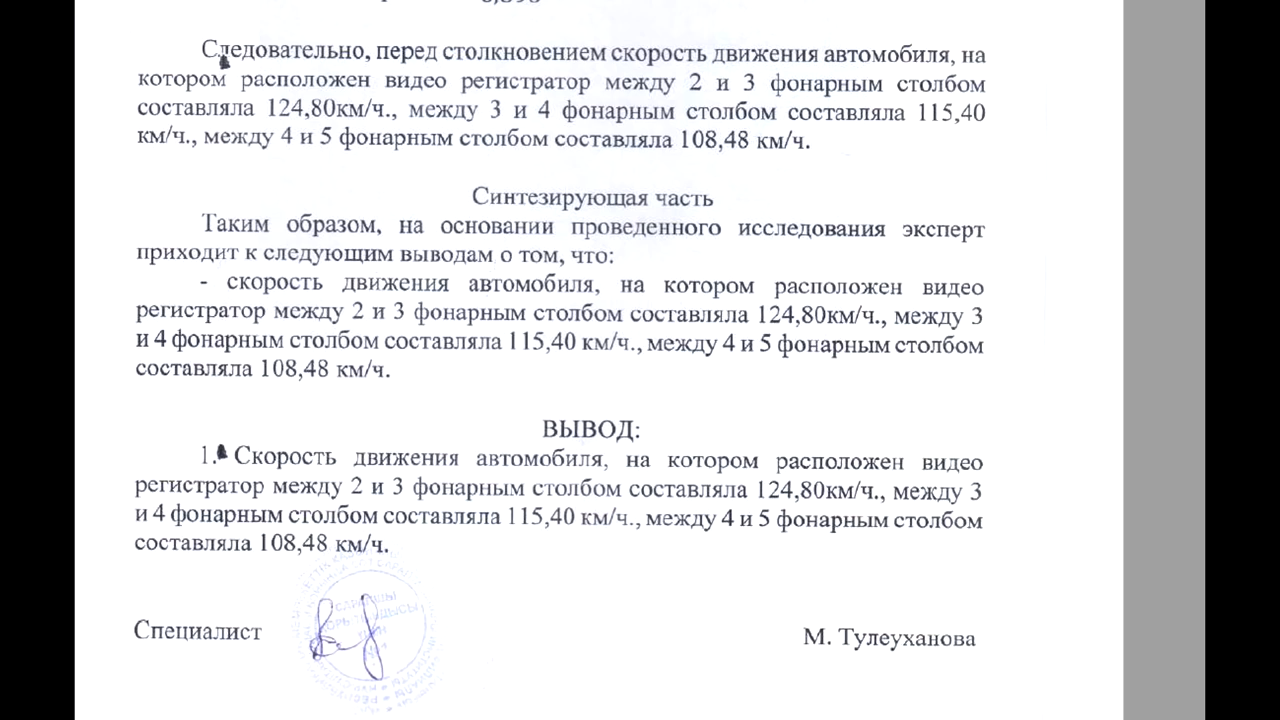 Следовательно, перед столкновением скорость движения автомобиля, на
котором расположен видео регистратор между 2 и 3 фонарным столбом
составляла 124,80км/ч., между 3 и 4 фонарным столбом составляла 115,40
км/ч., между 4 и 5 фонарным столбом составляла 108,48 км/ч.
Синтезирующая часть
Таким образом, на основании проведенного исследования эксперт
приходит к следующим выводам о том, что:
- скорость движения автомобиля, на котором расположен видео
регистратор между 2 и 3 фонарным столбом составляла 124,80км/ч., между 3
и 4 фонарным столбом составляла 115,40 км/ч., между 4 и 5 фонарным столбом
составляла 108,48 км/ч.
ВЫВОД:
1. Скорость движения автомобиля, на котором расположен видео
регистратор между 2 и 3 фонарным столбом составляла 124,80км/ч., между 3
и 4 фонарным столбом составляла 115,40 км/ч., между 4 и 5 фонарным столбом
составляла 108,48 км/ч.
Специалист М. Тулеуханова